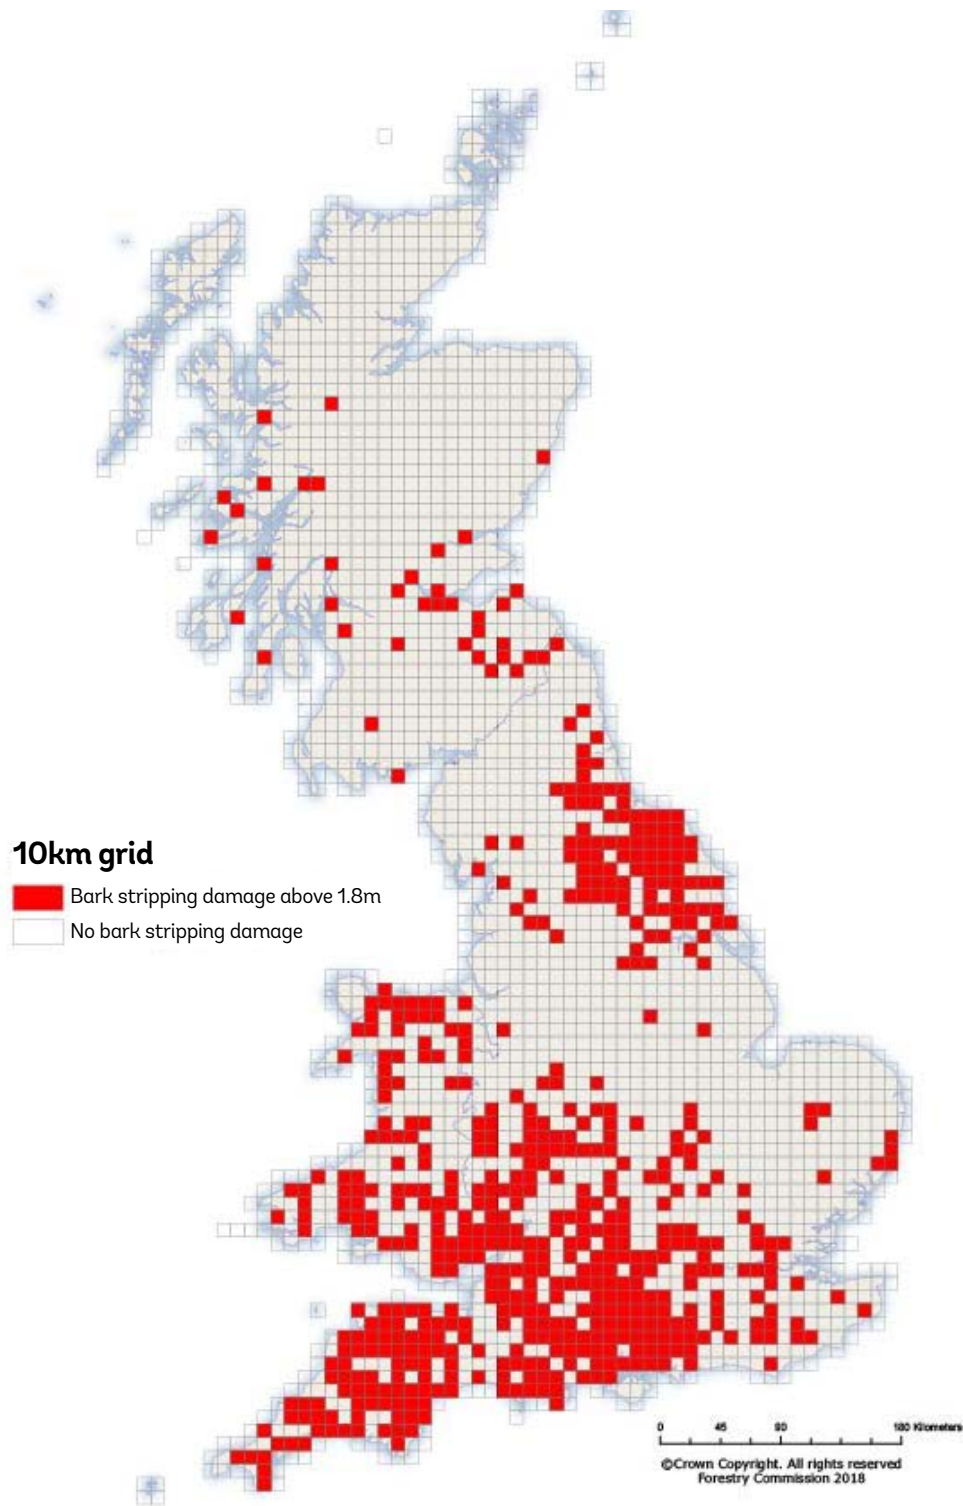 10km grid
Bark stripping damage above 1.8m
No bark stripping damage
0 45 90 180 Kilometers
©Crown Copyright. All rights reserved
Forestry Commission 2018